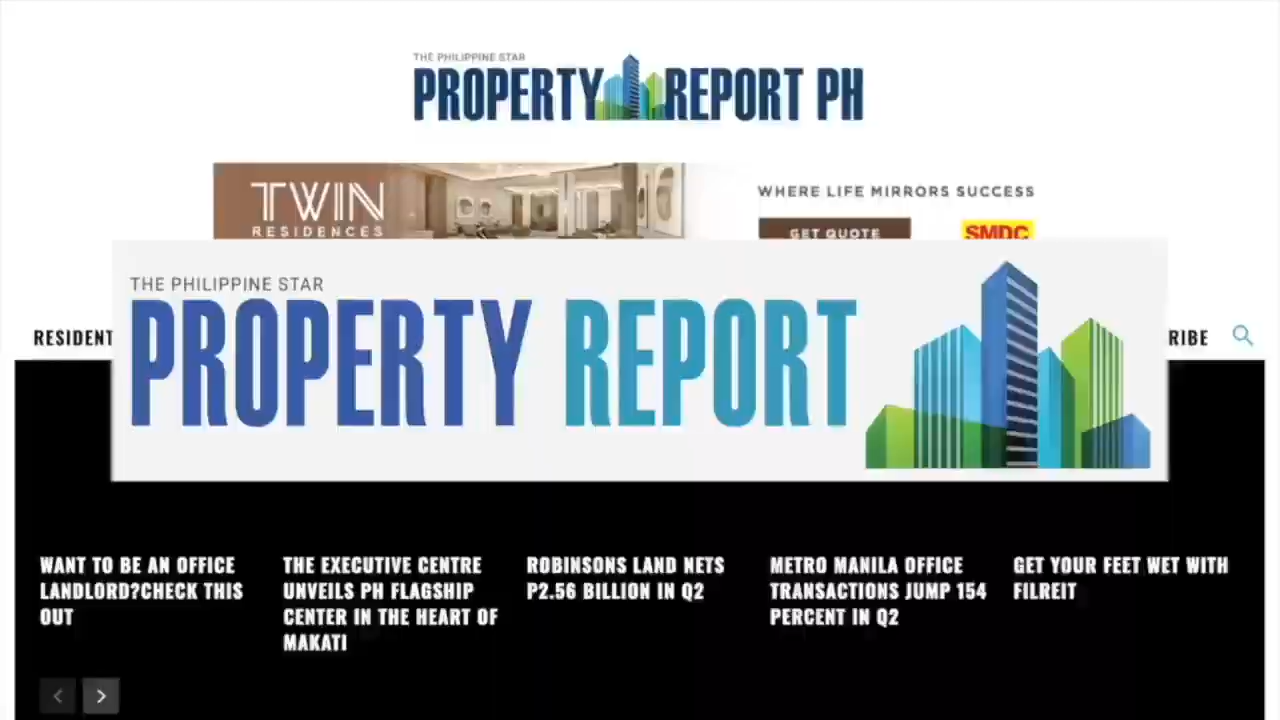 THE PHILIPPINE STAR
PROPERTY REPORT PH
TWIN
RESIDENCES
WHERE LIFE MIRRORS SUCCESS
GET QUOTE
SMDC
THE PHILIPPINE STAR
PROPERTY REPORT
RESIDENT
RIBE
WANT TO BE AN OFFICE
LANDLORD?CHECK THIS
OUT
THE EXECUTIVE CENTRE
UNVEILS PH FLAGSHIP
CENTER IN THE HEART OF
MAKATI
ROBINSONS LAND NETS
P2.56 BILLION IN Q2
METRO MANILA OFFICE
TRANSACTIONS JUMP 154
PERCENT IN Q2
GET YOUR FEET WET WITH
FILREIT